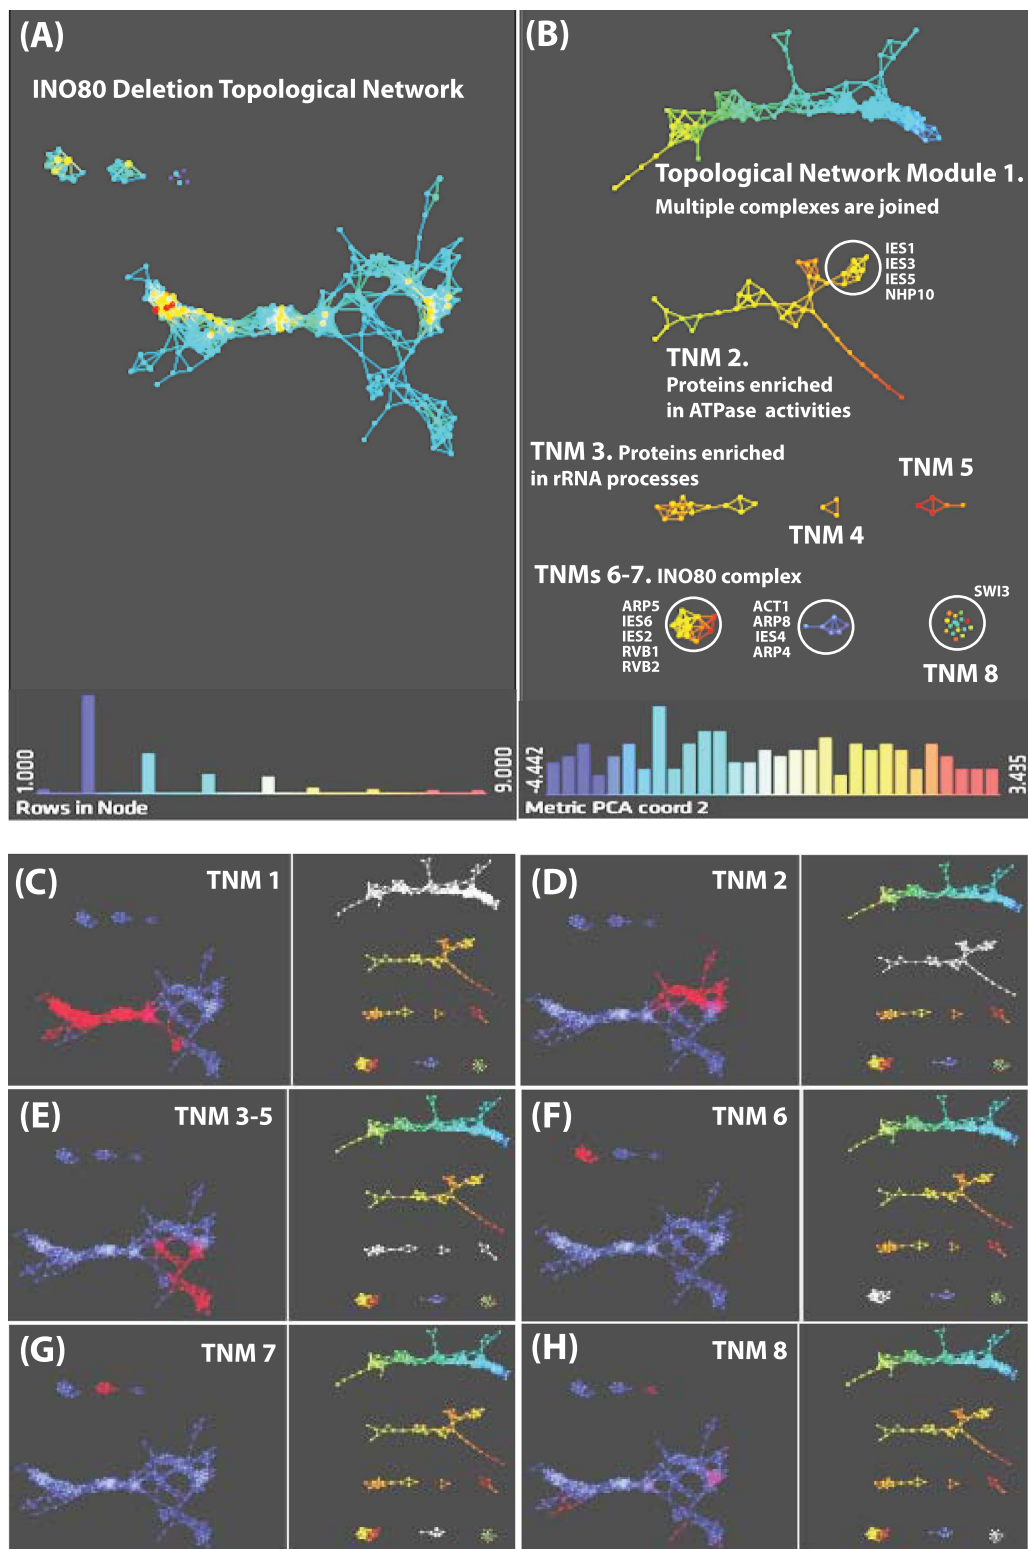 (A)
INO80 Deletion Topological Network
1.000
9.000
Rows in Node
(B)
Topological Network Module 1.
Multiple complexes are joined
IES1
IES3
IES5
NHP10
TNM 2.
Proteins enriched
in ATPase activities
TNM 3. Proteins enriched
in rRNA processes
TNM 4
TNM 5
TNMs 6-7. INO80 complex
ARP5
IES6
IES2
RVB1
RVB2
ACT1
ARP8
IES4
ARP4
SWI3
TNM 8
-4.442
3.435
Metric PCA coord 2
(C)
TNM 1
(D)
TNM 2
(E)
TNM 3-5
(F)
TNM 6
(G)
TNM 7
(H)
TNM 8